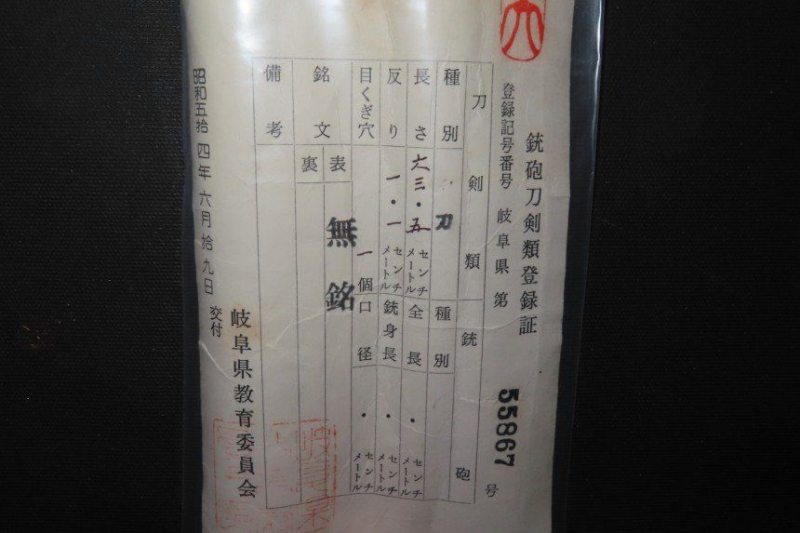 銃砲刀剣類登録証
登録記号番号 岐阜県 第 55867 号
刀剣類 銃砲
種別 種別
長さ 六三・五 センチメートル 全長 ・ センチメートル
反り 一・一 センチメートル 銃身長 ・ センチメートル
目くぎ穴 一個 口径 ・ センチメートル
銘文 表 無銘
裏
備考
昭和五拾四年六月拾九日 交付
岐阜県教育委員会